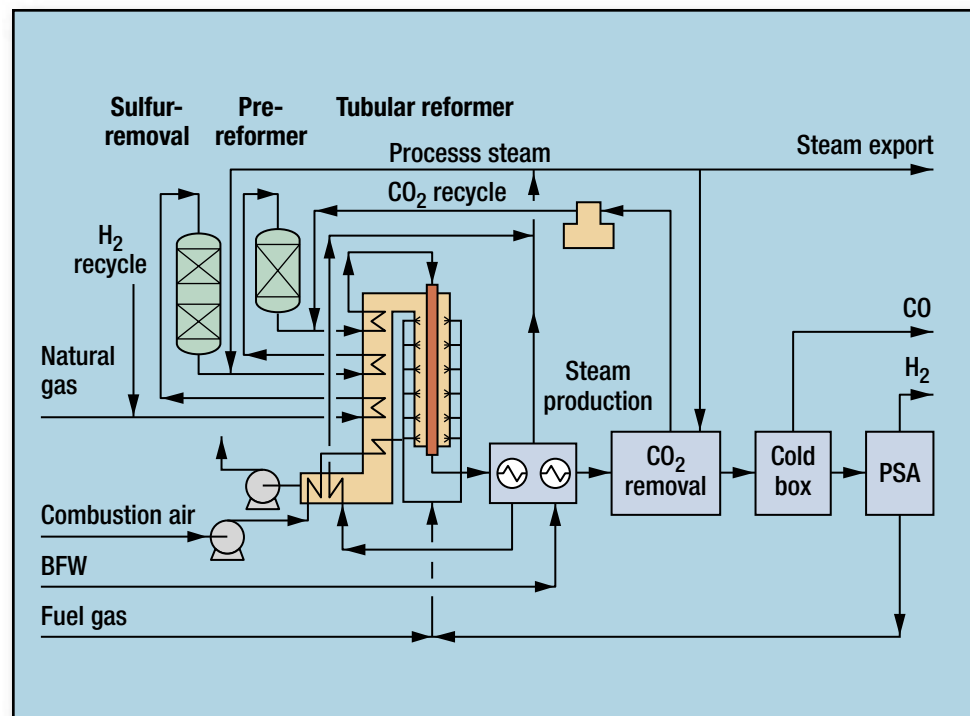 Sulfur-
removal
Pre-
reformer
Tubular reformer
Processs steam
Steam export
CO2 recycle
H2
recycle
CO
H2
Natural
gas
Steam
production
CO2
removal
Cold
box
PSA
Combustion air
BFW
Fuel gas